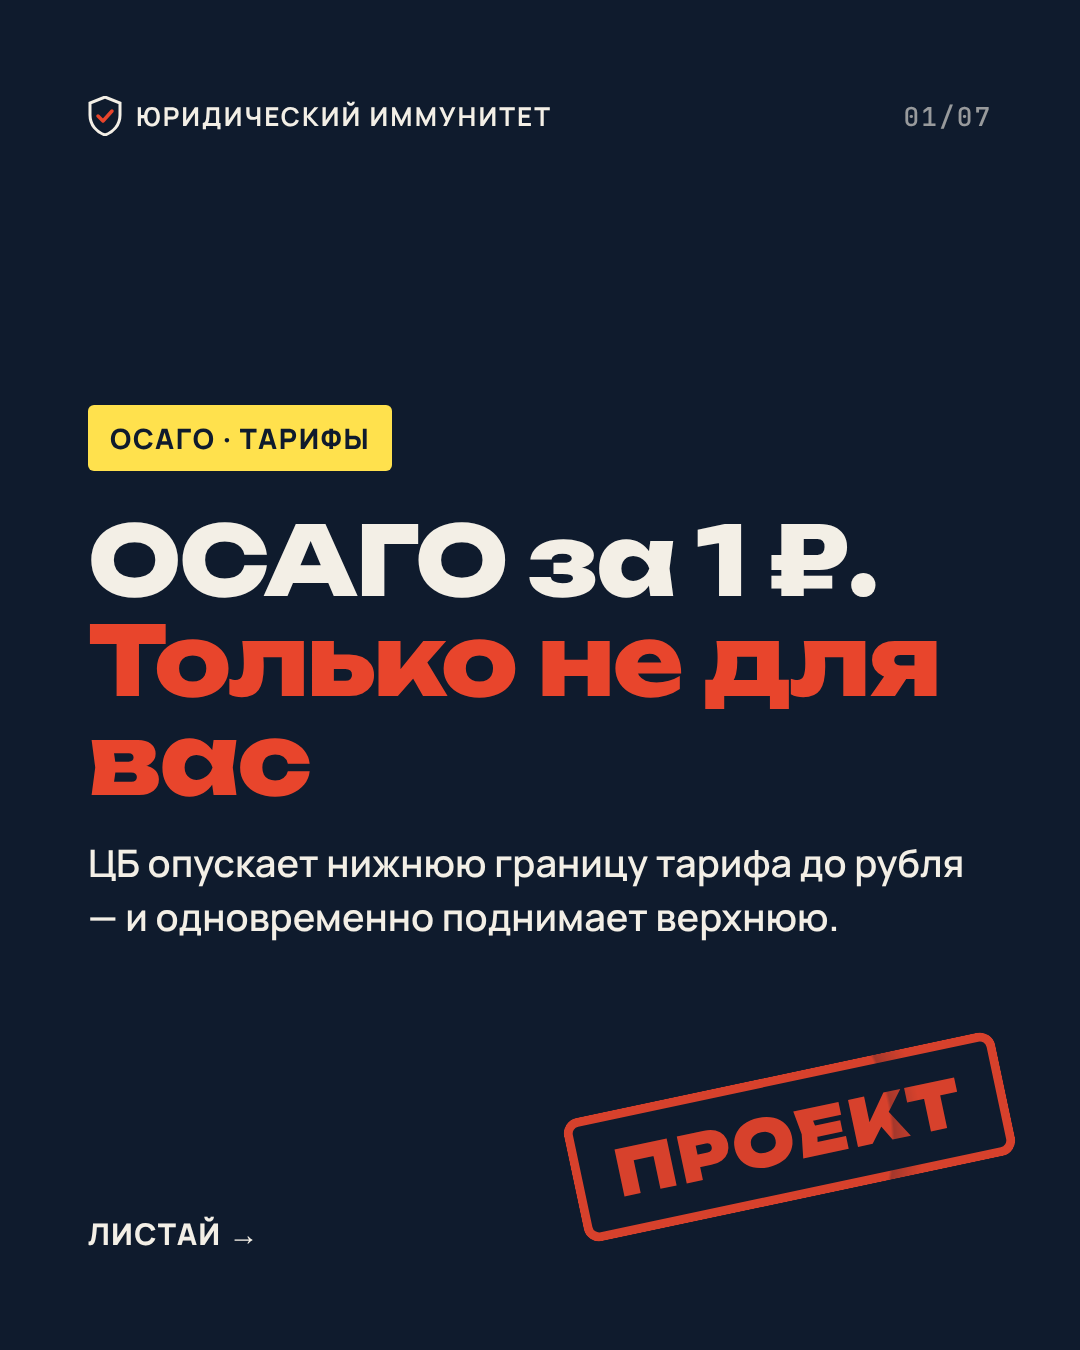 ЮРИДИЧЕСКИЙ ИММУНИТЕТ
01/07
ОСАГО · ТАРИФЫ
ОСАГО за 1 ₽.
Только не для
вас
ЦБ опускает нижнюю границу тарифа до рубля
— и одновременно поднимает верхнюю.
ПРОЕКТ
ЛИСТАЙ →